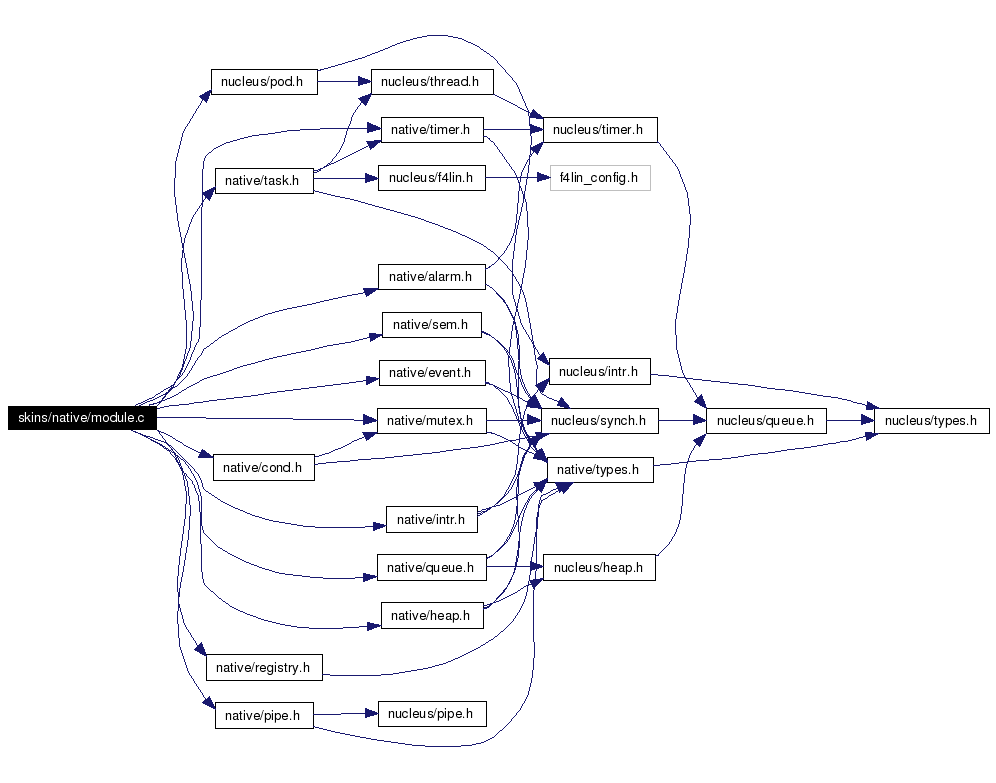 nucleus/pod.h
nucleus/thread.h
native/timer.h
nucleus/timer.h
native/task.h
nucleus/f4lin.h
f4lin_config.h
native/alarm.h
native/sem.h
native/event.h
nucleus/intr.h
skins/native/module.c
native/mutex.h
nucleus/synch.h
nucleus/queue.h
nucleus/types.h
native/cond.h
native/types.h
native/intr.h
native/queue.h
nucleus/heap.h
native/heap.h
native/registry.h
native/pipe.h
nucleus/pipe.h